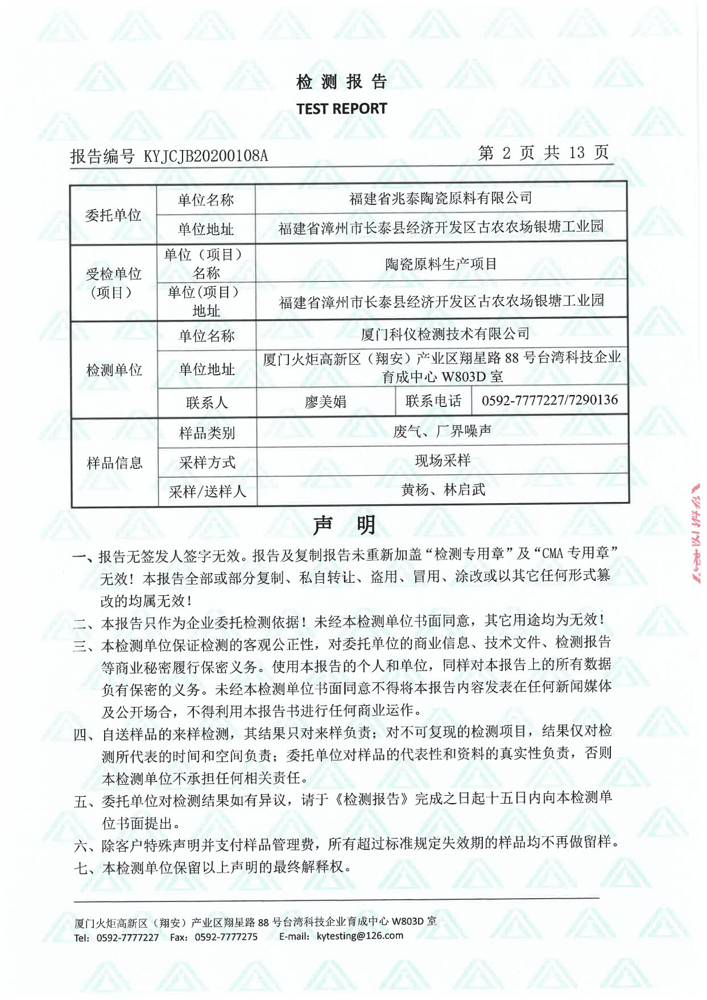 检 测 报 告
TEST REPORT
报告编号 KYJCJB20200108A
第 2 页 共 13 页
委托单位
单位名称
福建省兆泰陶瓷原料有限公司
单位地址
福建省漳州市长泰县经济开发区古农农场银塘工业园
受检单位
(项目)
单位（项目）
名称
陶瓷原料生产项目
单位(项目)
地址
福建省漳州市长泰县经济开发区古农农场银塘工业园
检测单位
单位名称
厦门科仪检测技术有限公司
单位地址
厦门火炬高新区（翔安）产业区翔星路 88 号台湾科技企业
育成中心 W803D 室
联系人
廖美娟
联系电话
0592-7777227/7290136
样品信息
样品类别
废气、厂界噪声
采样方式
现场采样
采样/送样人
黄杨、林启武
声 明
一、报告无签发人签字无效。报告及复制报告未重新加盖“检测专用章”及“CMA 专用章”
无效！本报告全部或部分复制、私自转让、盗用、冒用、涂改或以其它任何形式篡
改的均属无效！
二、本报告只作为企业委托检测依据！未经本检测单位书面同意，其它用途均为无效！
三、本检测单位保证检测的客观公正性，对委托单位的商业信息、技术文件、检测报告
等商业秘密履行保密义务。使用本报告的个人和单位，同样对本报告上的所有数据
负有保密的义务。未经本检测单位书面同意不得将本报告内容发表在任何新闻媒体
及公开场合，不得利用本报告书进行任何商业运作。
四、自送样品的来样检测，其结果只对来样负责；对不可复现的检测项目，结果仅对检
测所代表的时间和空间负责；委托单位对样品的代表性和资料的真实性负责，否则
本检测单位不承担任何相关责任。
五、委托单位对检测结果如有异议，请于《检测报告》完成之日起十五日内向本检测单
位书面提出。
六、除客户特殊声明并支付样品管理费，所有超过标准规定失效期的样品均不再做留样。
七、本检测单位保留以上声明的最终解释权。
厦门火炬高新区（翔安）产业区翔星路 88 号台湾科技企业育成中心 W803D 室
Tel：0592-7777227 Fax：0592-7777275 E-mail：kytesting@126.com